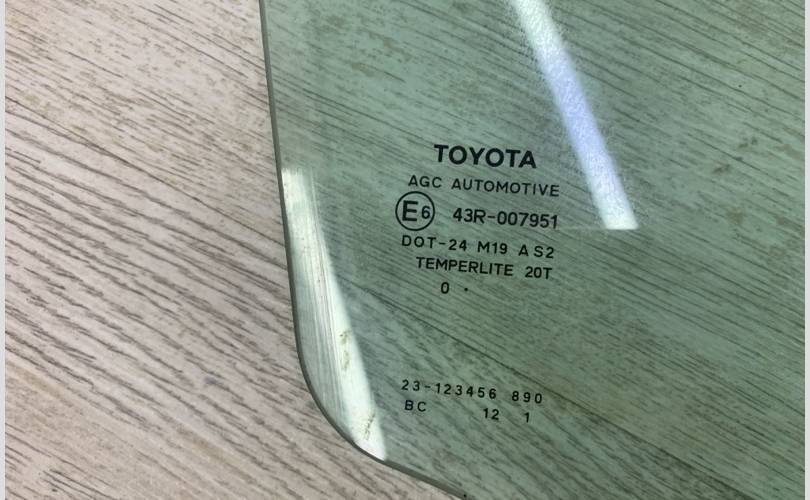 TOYOTA
AGC AUTOMOTIVE
E6 43R-007951
DOT-24 M19 AS2
TEMPERLITE 20T
0 .
23-123456 890
BC 12 1